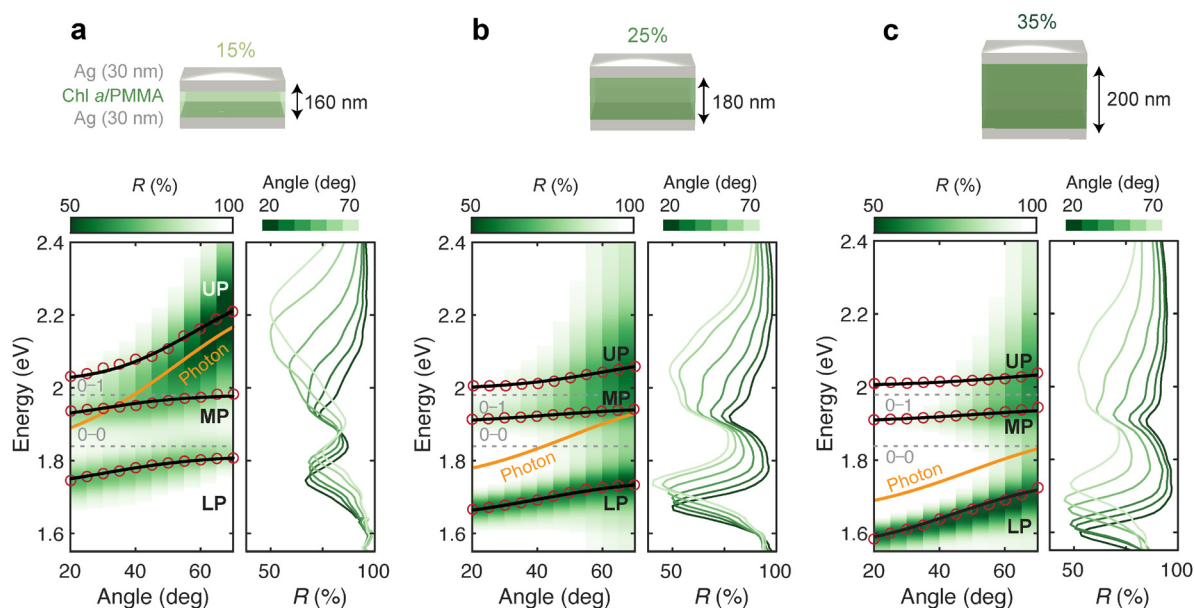 a
15%
Ag (30 nm)
Chl a/PMMA
Ag (30 nm)
160 nm
R (%)
50 100
Angle (deg)
20 70
2.4
2.2
2.0
1.8
1.6
Energy (eV)
UP
Photon
0–1
MP
0–0
LP
20 40 60
Angle (deg)
50 100
R (%)
b
25%
180 nm
R (%)
50 100
Angle (deg)
20 70
2.4
2.2
2.0
1.8
1.6
Energy (eV)
UP
0–1
MP
0–0
Photon
LP
20 40 60
Angle (deg)
50 100
R (%)
c
35%
200 nm
R (%)
50 100
Angle (deg)
20 70
2.4
2.2
2.0
1.8
1.6
Energy (eV)
UP
0–1
MP
0–0
Photon
LP
20 40 60
Angle (deg)
50 100
R (%)